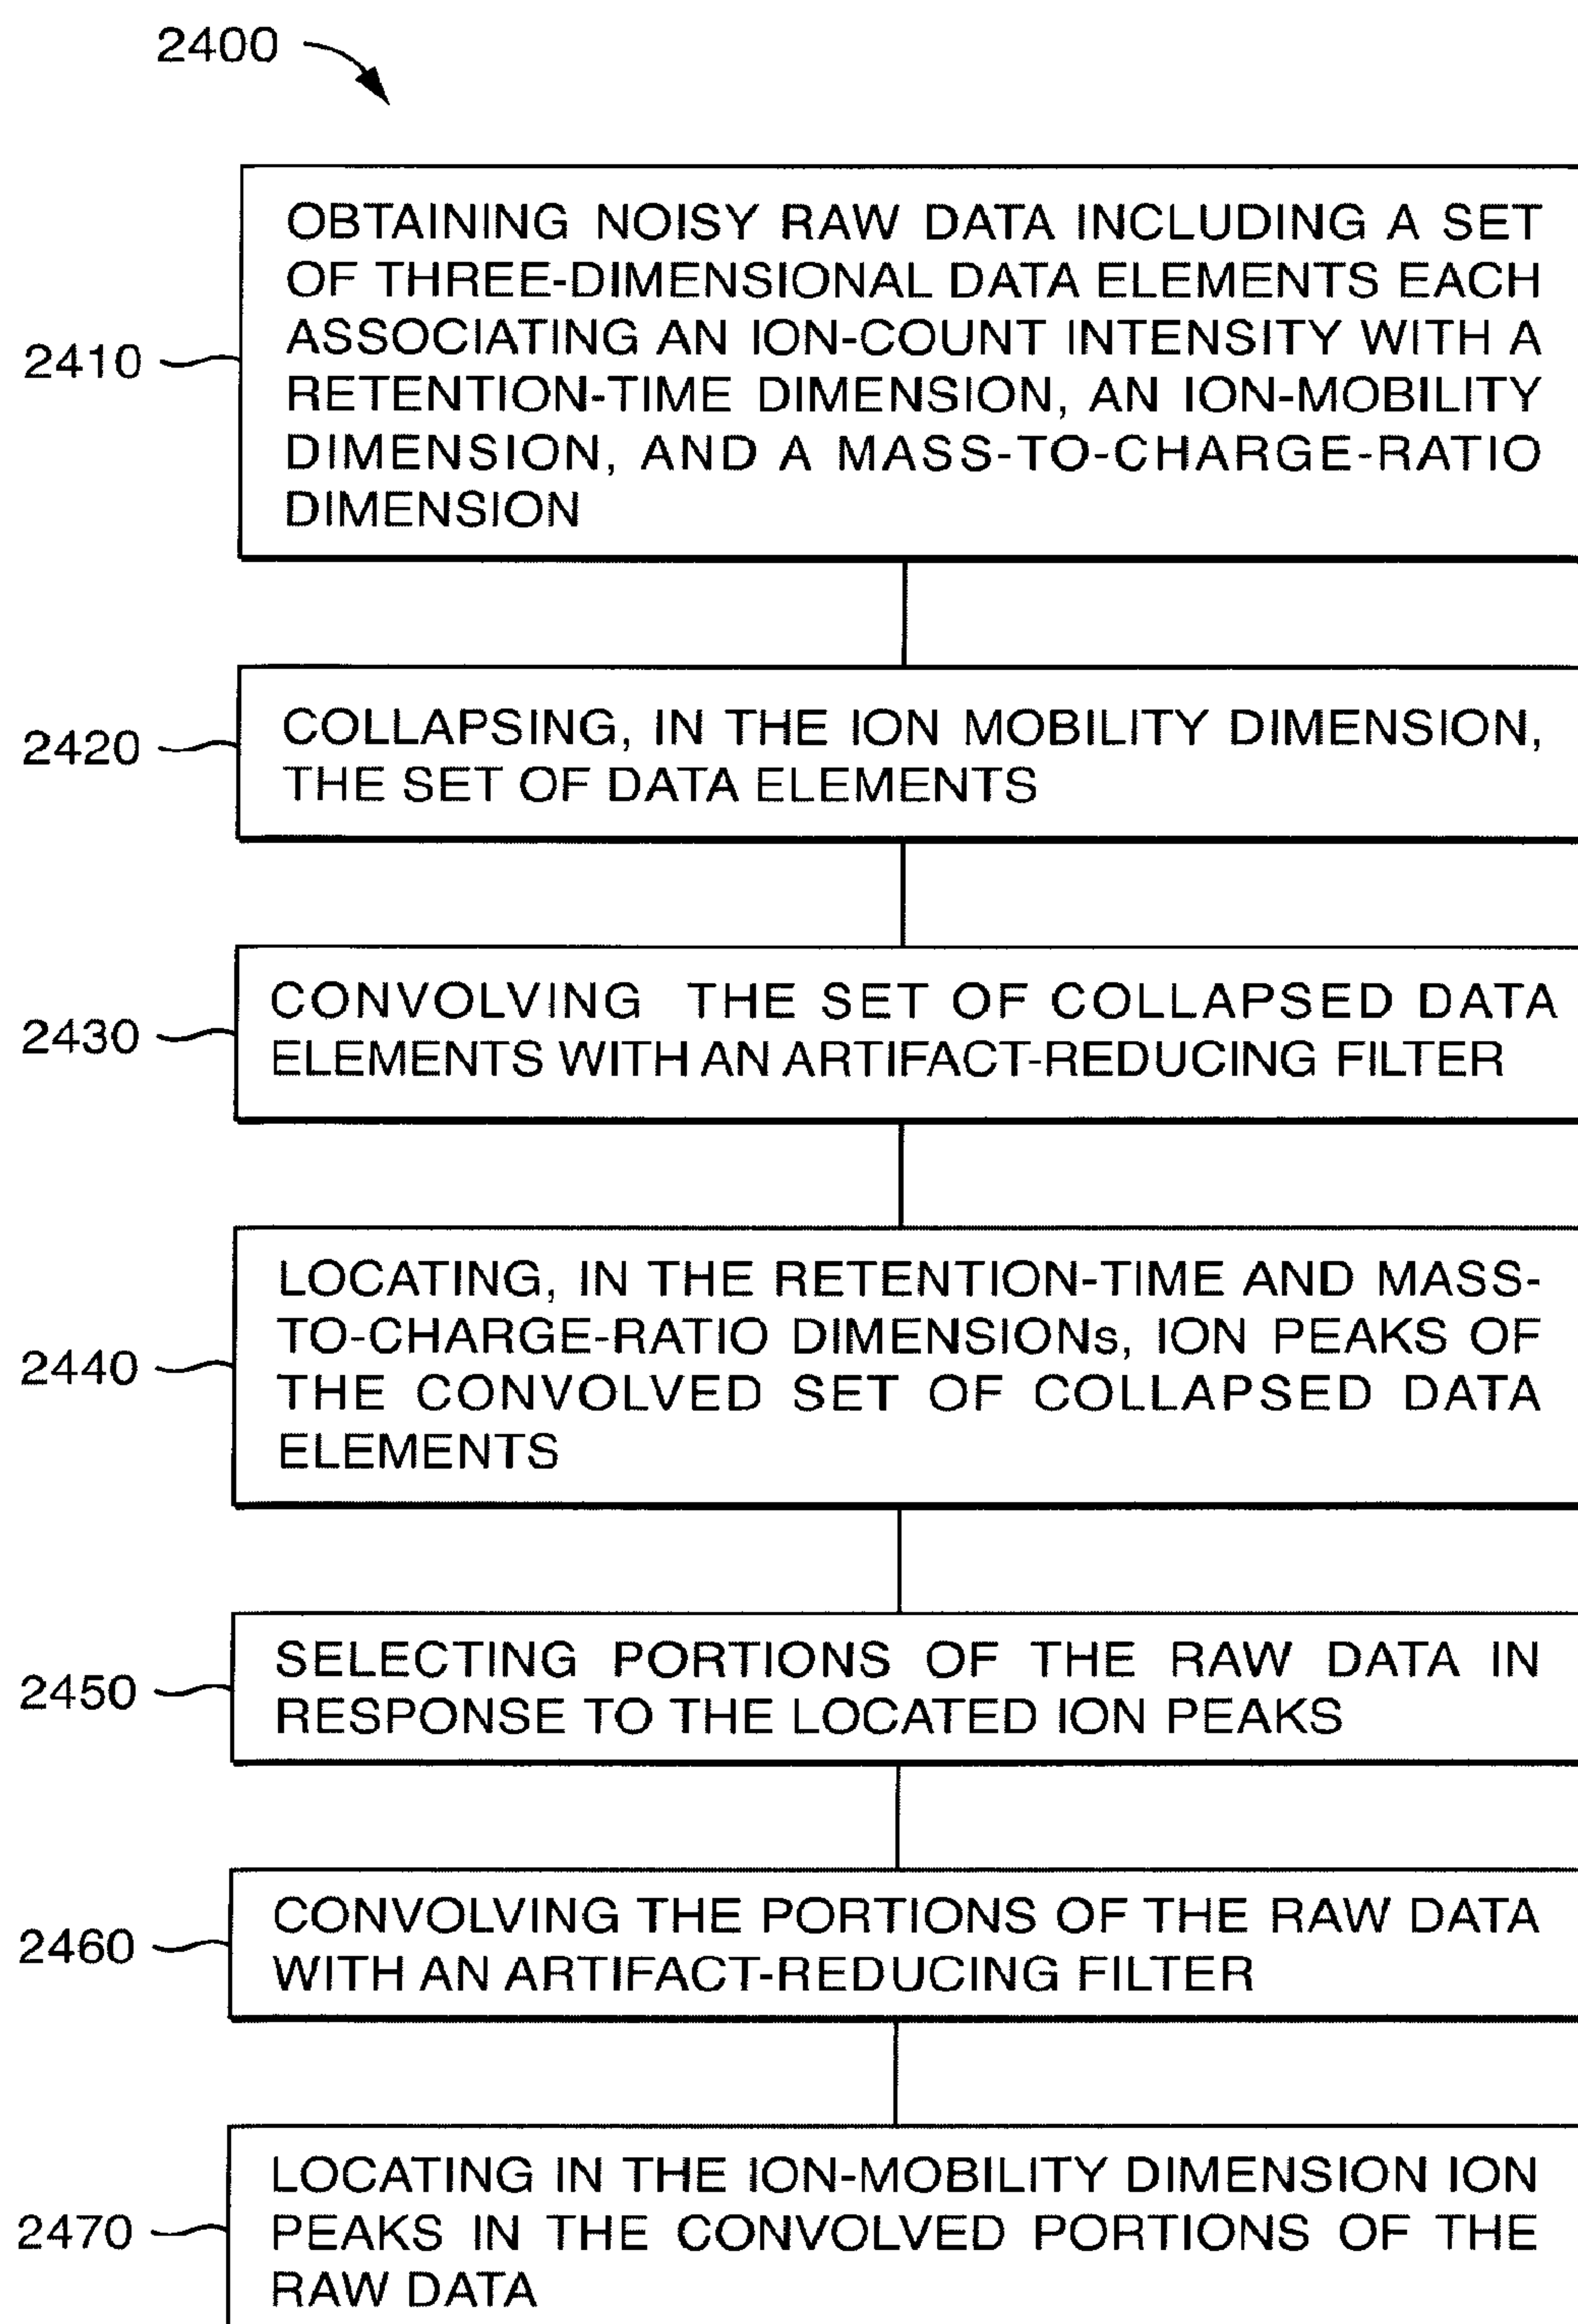 2400
2410
OBTAINING NOISY RAW DATA INCLUDING A SET
OF THREE-DIMENSIONAL DATA ELEMENTS EACH
ASSOCIATING AN ION-COUNT INTENSITY WITH A
RETENTION-TIME DIMENSION, AN ION-MOBILITY
DIMENSION, AND A MASS-TO-CHARGE-RATIO
DIMENSION
2420
COLLAPSING, IN THE ION MOBILITY DIMENSION,
THE SET OF DATA ELEMENTS
2430
CONVOLVING THE SET OF COLLAPSED DATA
ELEMENTS WITH AN ARTIFACT-REDUCING FILTER
2440
LOCATING, IN THE RETENTION-TIME AND MASS-
TO-CHARGE-RATIO DIMENSIONs, ION PEAKS OF
THE CONVOLVED SET OF COLLAPSED DATA
ELEMENTS
2450
SELECTING PORTIONS OF THE RAW DATA IN
RESPONSE TO THE LOCATED ION PEAKS
2460
CONVOLVING THE PORTIONS OF THE RAW DATA
WITH AN ARTIFACT-REDUCING FILTER
2470
LOCATING IN THE ION-MOBILITY DIMENSION ION
PEAKS IN THE CONVOLVED PORTIONS OF THE
RAW DATA